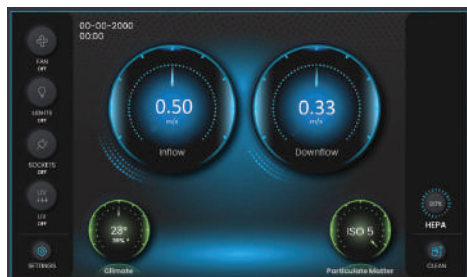 00-00-2000
00:00
FAN
OFF
LIGHTS
OFF
SOCKETS
OFF
UV
UV
OFF
SETTINGS
0.50
m/s
Inflow
0.33
m/s
Downflow
23°
Climate
ISO 5
Particulate Matter
HEPA
CLEAN